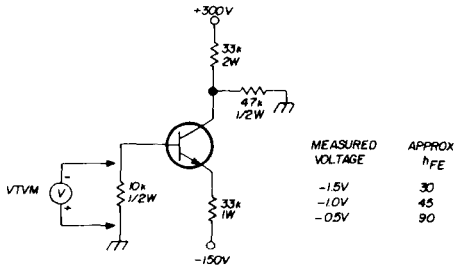 +300V
33k
2W
47k
1/2W
VTVM
-
V
+
10k
1/2W
33k
1W
-150V
MEASURED VOLTAGE
APPROX hFE
-1.5V 30
-1.0V 45
-0.5V 90